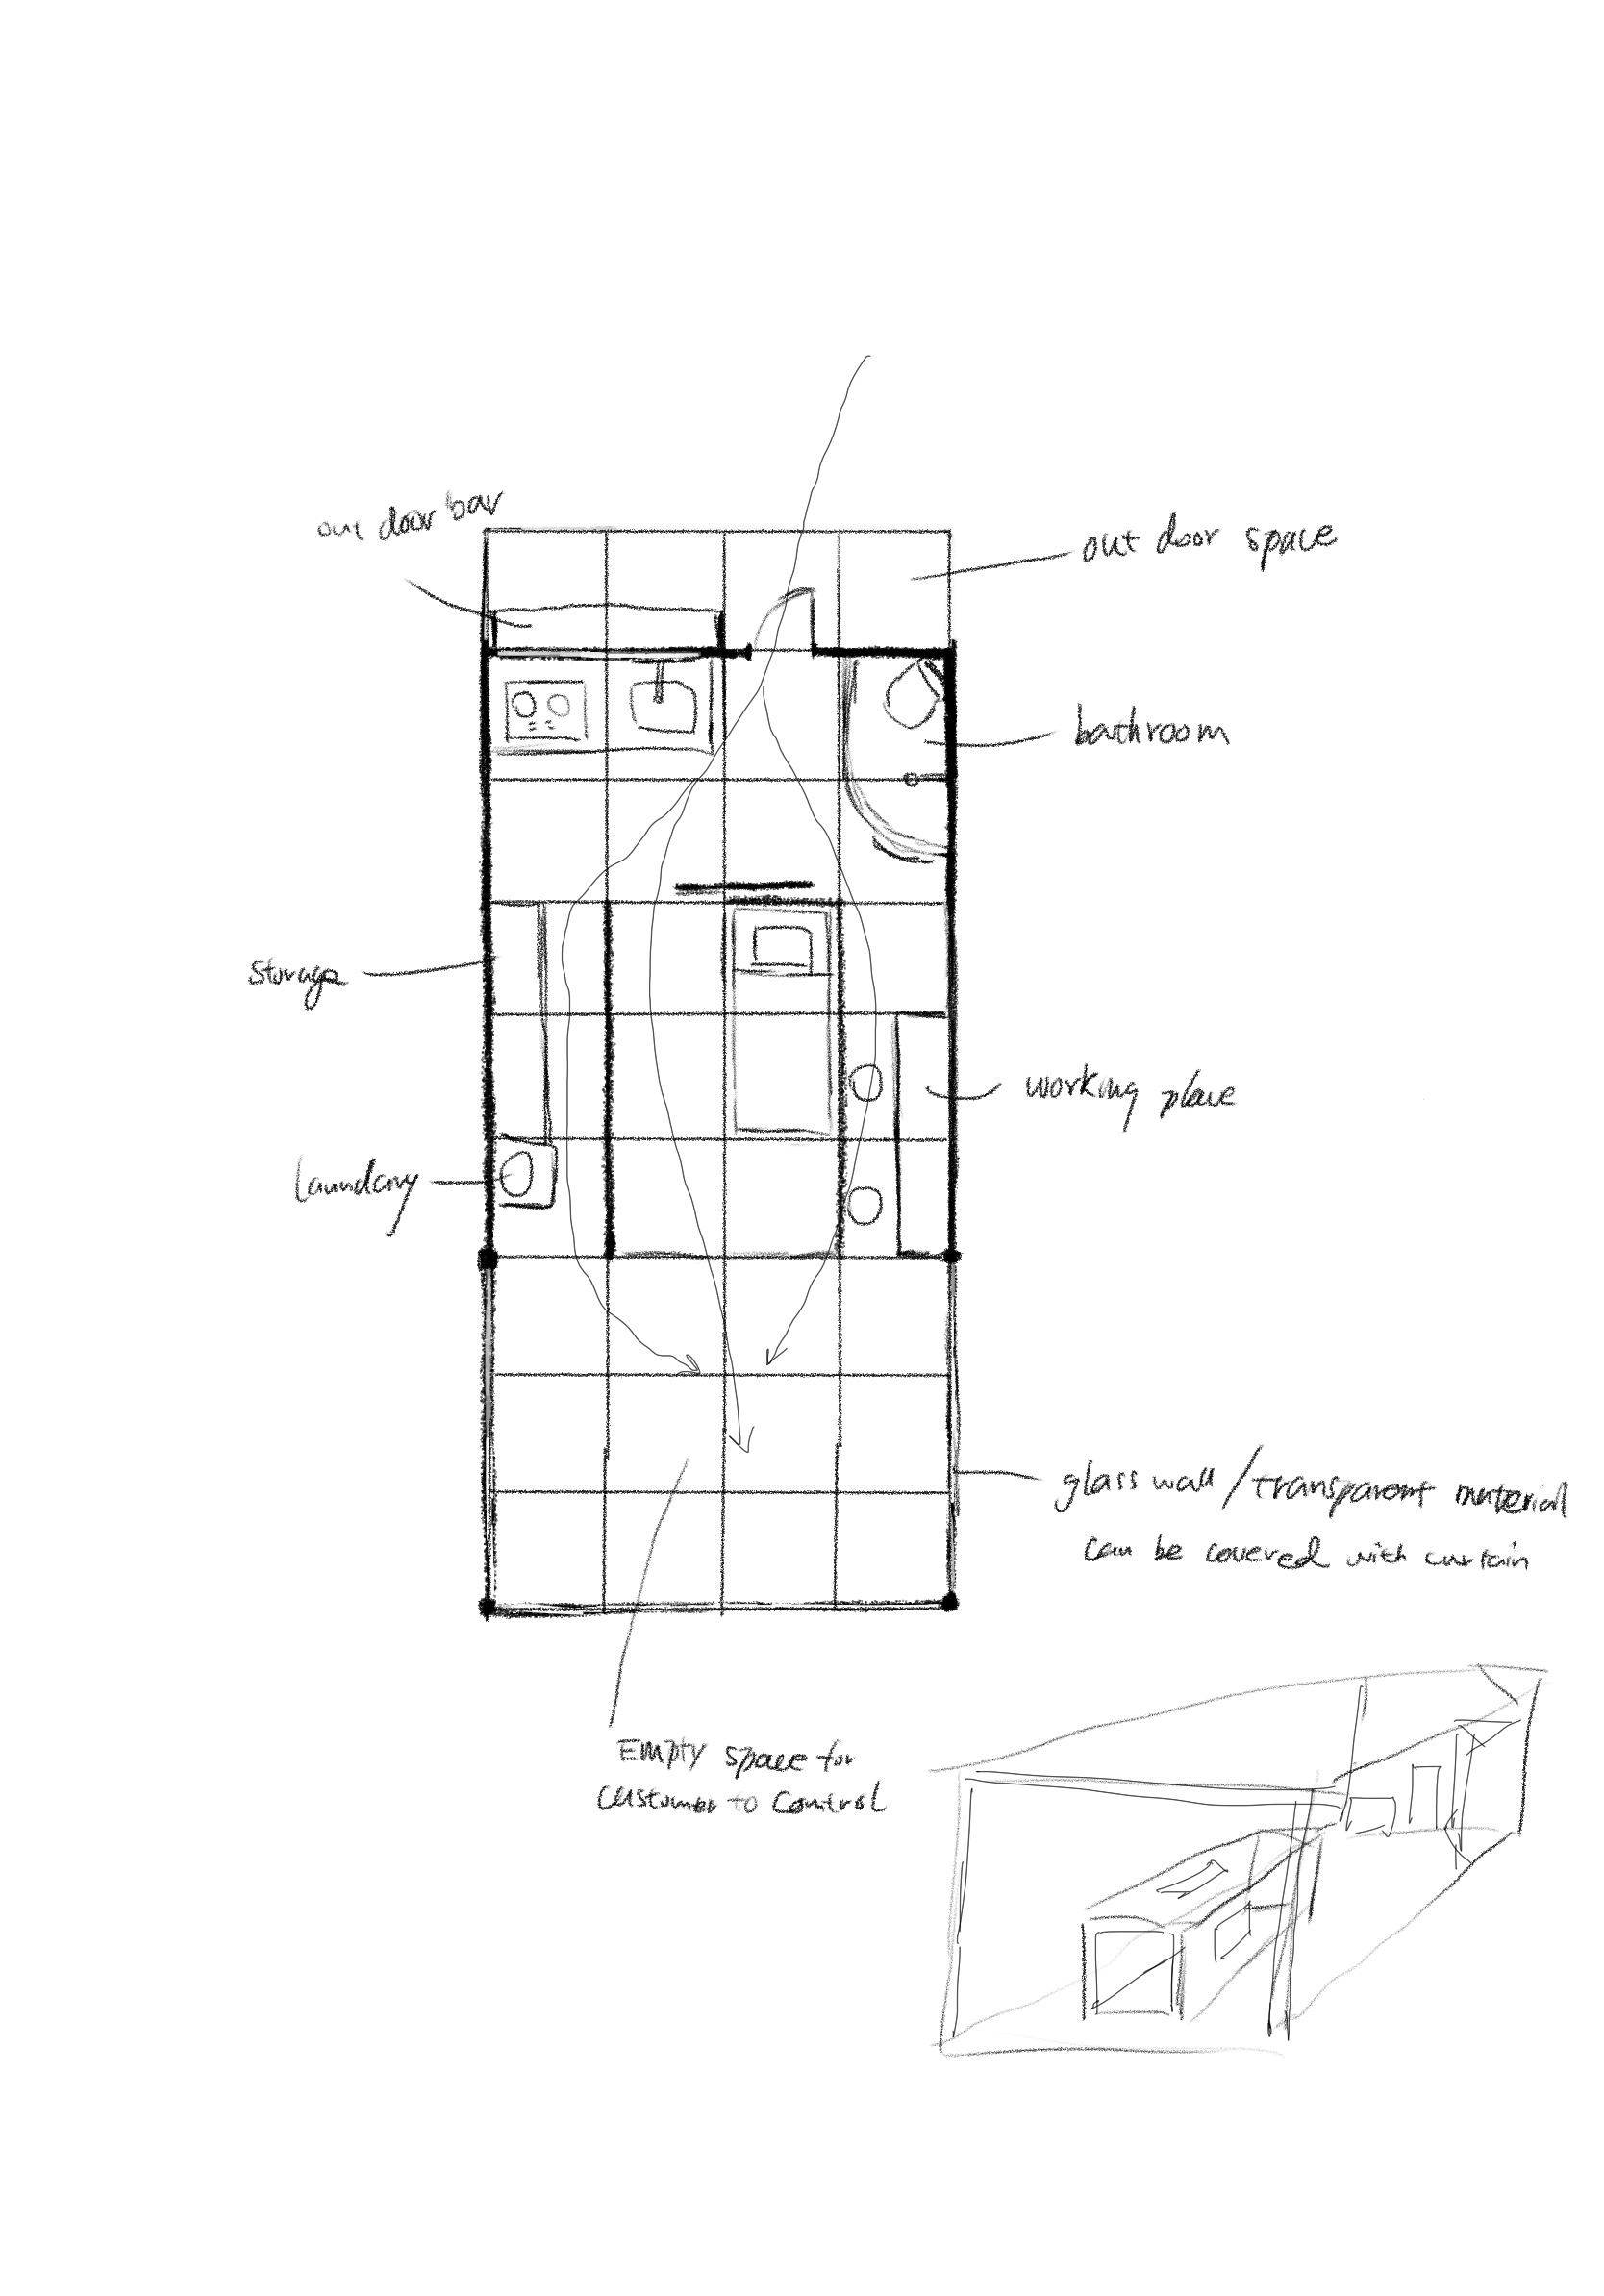 out door bar
out door space
bathroom
storage
working place
laundary
glass wall / transparent material
can be covered with curtain
Empty space for
customer to control